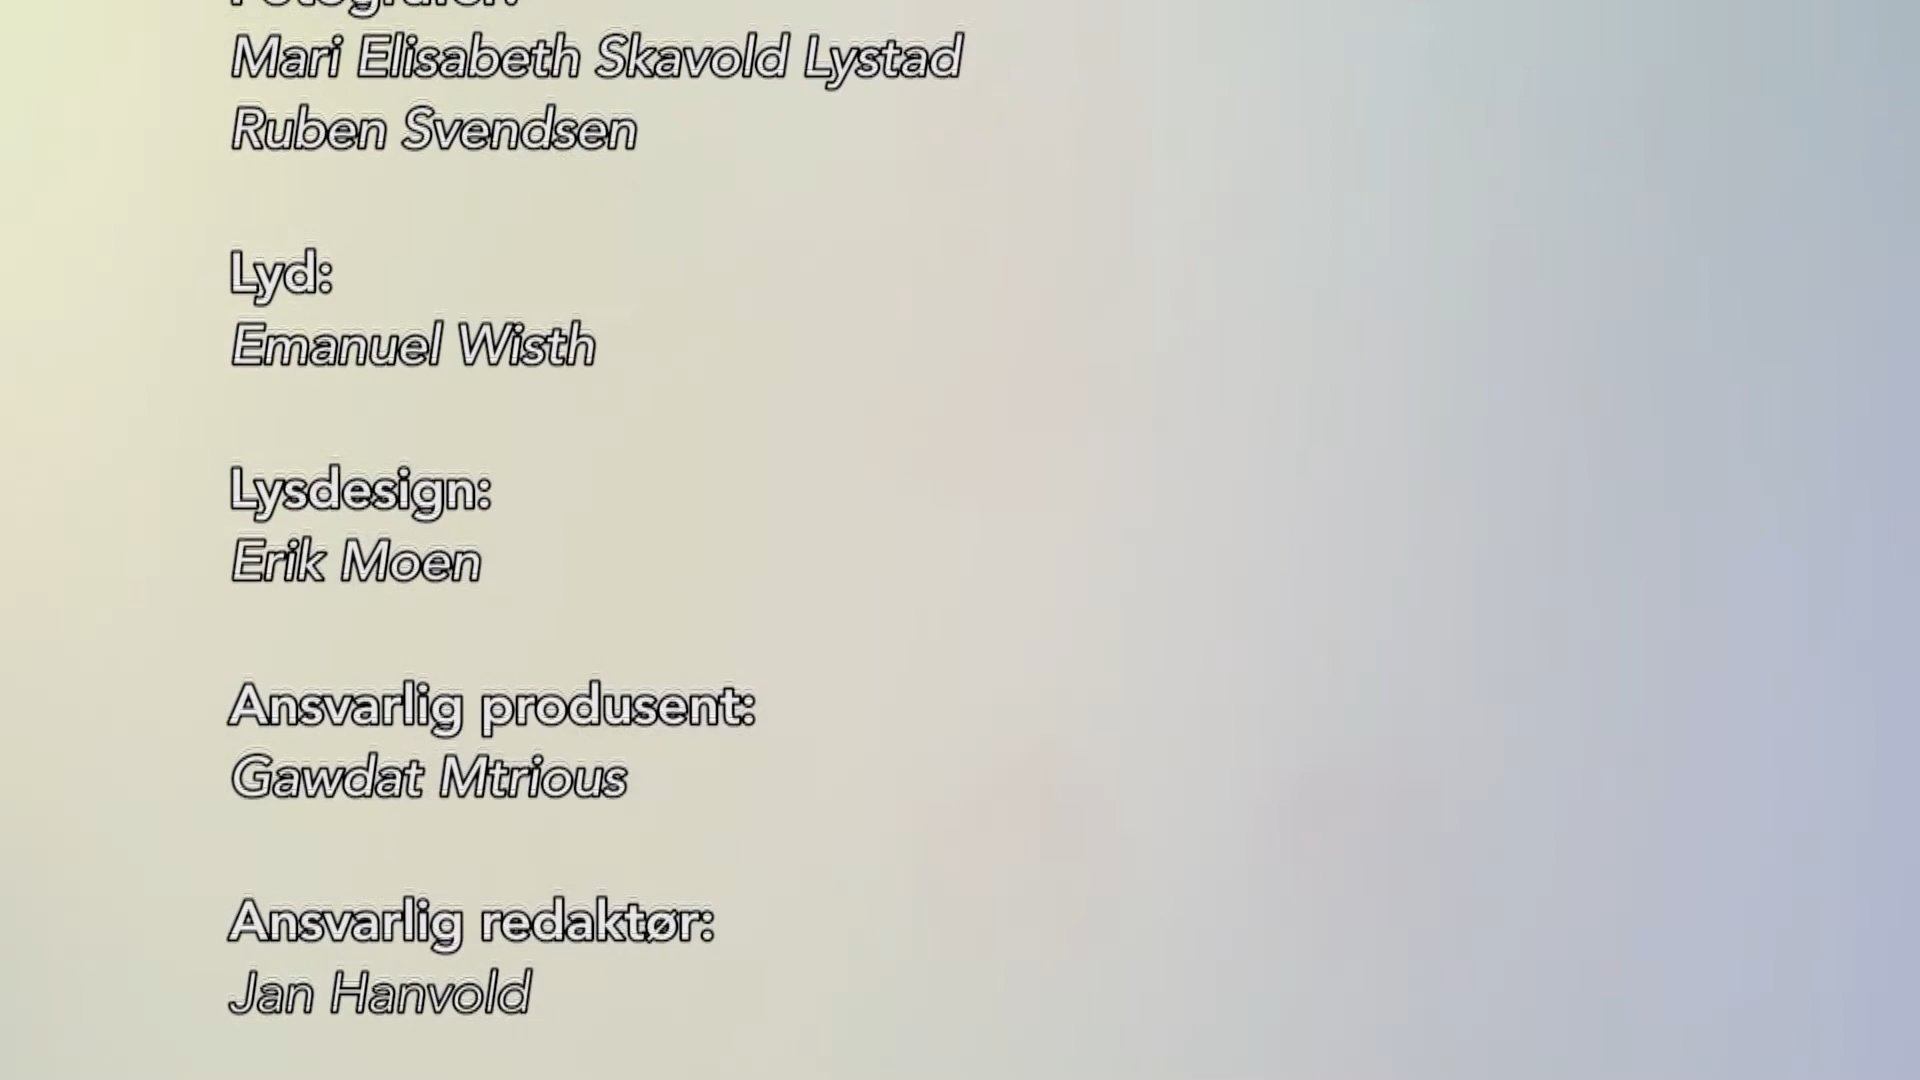 Fotografer:
Mari Elisabeth Skavold Lystad
Ruben Svendsen
Lyd:
Emanuel Wisth
Lysdesign:
Erik Moen
Ansvarlig produsent:
Gawdat Mtrious
Ansvarlig redaktør:
Jan Hanvold